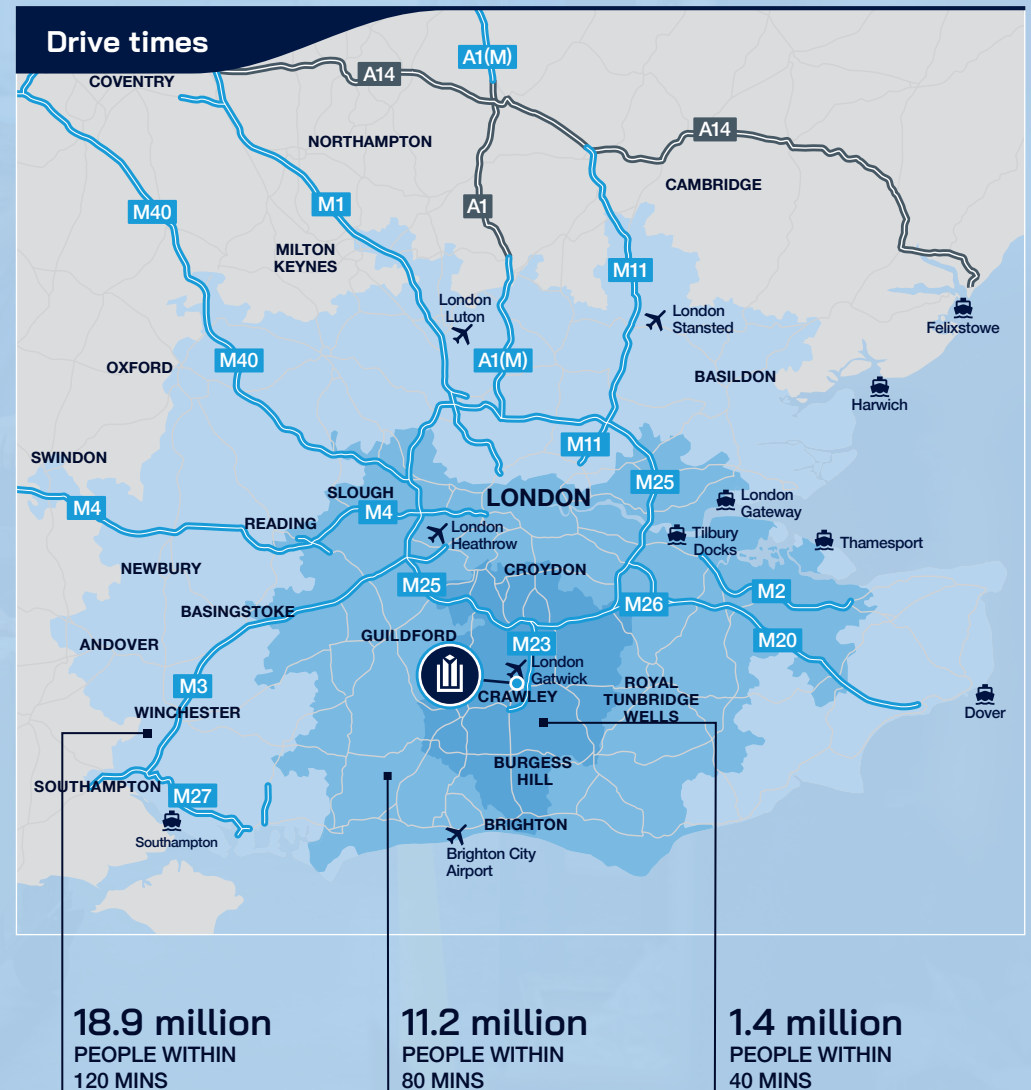 Drive times
COVENTRY
A14
A1(M)
NORTHAMPTON
A14
CAMBRIDGE
M40
M1
A1
MILTON
KEYNES
M11
London
Luton
London
Stansted
Felixstowe
OXFORD
M40
A1(M)
BASILDON
Harwich
SWINDON
M11
M4
SLOUGH
LONDON
M25
READING
M4
London
Heathrow
London
Gateway
Tilbury
Docks
Thamesport
NEWBURY
CROYDON
M25
M26
M2
BASINGSTOKE
ANDOVER
GUILDFORD
M23
M20
London
Gatwick
M3
CRAWLEY
ROYAL
TUNBRIDGE
WELLS
WINCHESTER
Dover
SOUTHAMPTON
BURGESS
HILL
M27
Southampton
BRIGHTON
Brighton City
Airport
18.9 million
PEOPLE WITHIN
120 MINS
11.2 million
PEOPLE WITHIN
80 MINS
1.4 million
PEOPLE WITHIN
40 MINS